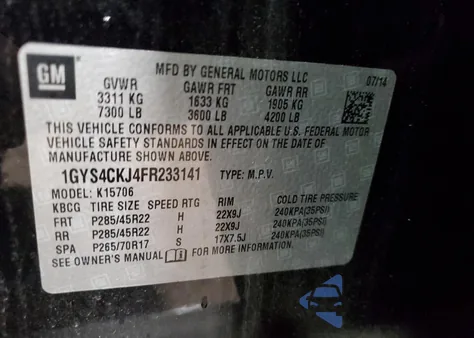 GM
MFD BY GENERAL MOTORS LLC 07/14
GVWR GAWR FRT GAWR RR
3311 KG 1633 KG 1905 KG
7300 LB 3600 LB 4200 LB
THIS VEHICLE CONFORMS TO ALL APPLICABLE U.S. FEDERAL MOTOR
VEHICLE SAFETY STANDARDS IN EFFECT ON THE DATE OF
MANUFACTURE SHOWN ABOVE.
1GYS4CKJ4FR233141 TYPE: M.P.V.
MODEL: K15706
KBCG TIRE SIZE SPEED RTG RIM COLD TIRE PRESSURE
FRT P285/45R22 H 22X9J 240KPA(35PSI)
RR P285/45R22 H 22X9J 240KPA(35PSI)
SPA P265/70R17 S 17X7.5J 240KPA(35PSI)
SEE OWNER'S MANUAL FOR MORE INFORMATION.